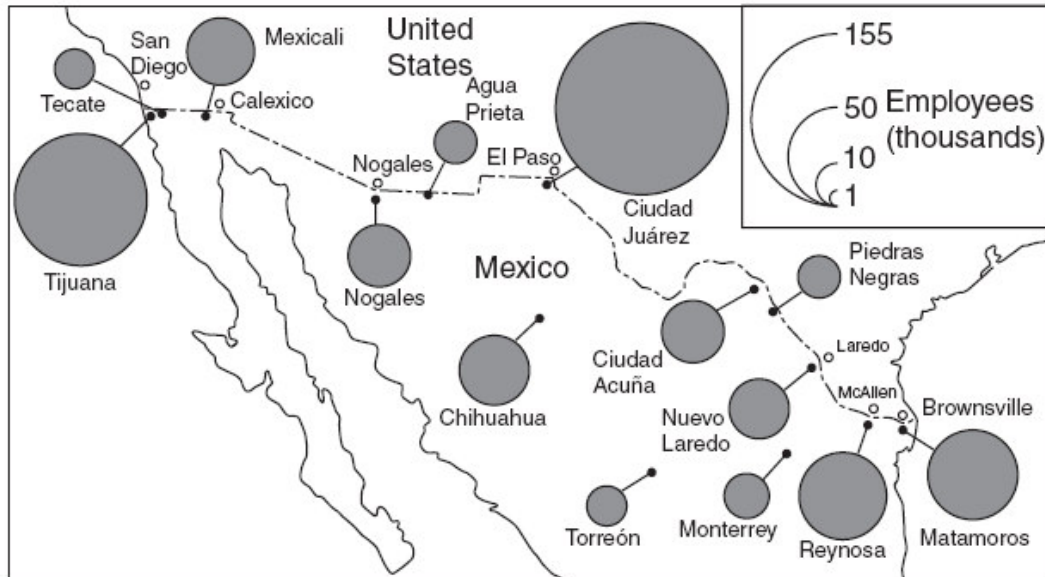 San
Diego
Mexicali
United
States
Tecate
Calexico
Agua
Prieta
Nogales
El Paso
Ciudad
Juárez
Tijuana
Nogales
Mexico
Piedras
Negras
Chihuahua
Ciudad
Acuña
Laredo
Nuevo
Laredo
McAllen
Brownsville
Torreón
Monterrey
Reynosa
Matamoros
155
50
Employees
(thousands)
10
1